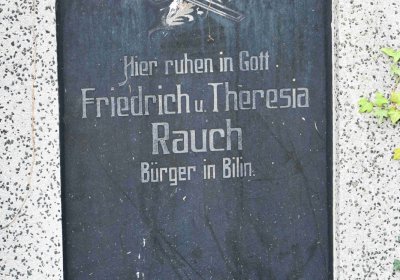 Hier ruhen in Gott
Friedrich u. Theresia
Rauch
Bürger in Bilin.